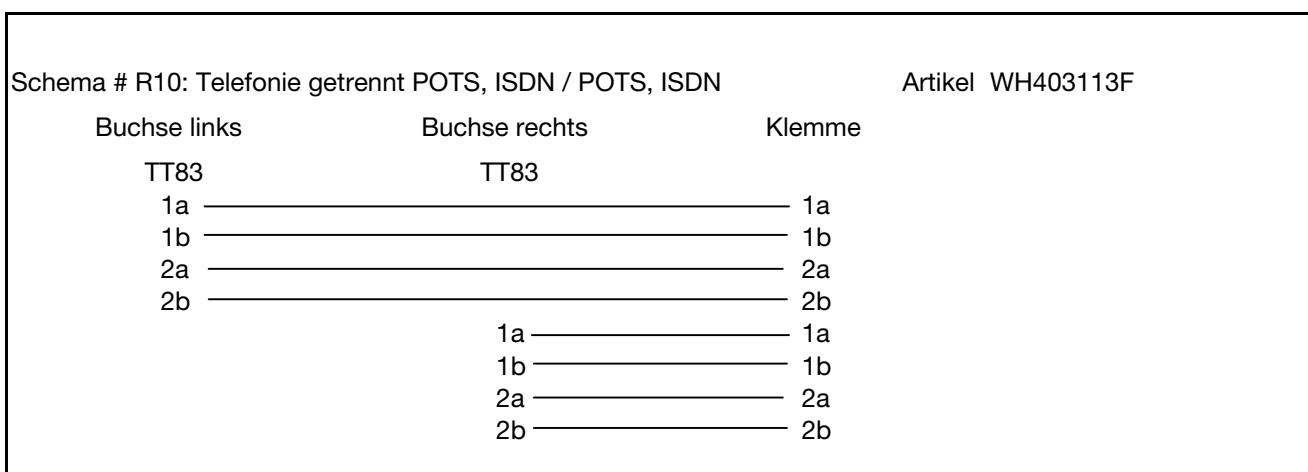 Schema # R10: Telefonie getrennt POTS, ISDN / POTS, ISDN Artikel WH403113F
Buchse links Buchse rechts Klemme
TT83 TT83
1a 1a
1b 1b
2a 2a
2b 2b
1a 1a
1b 1b
2a 2a
2b 2b